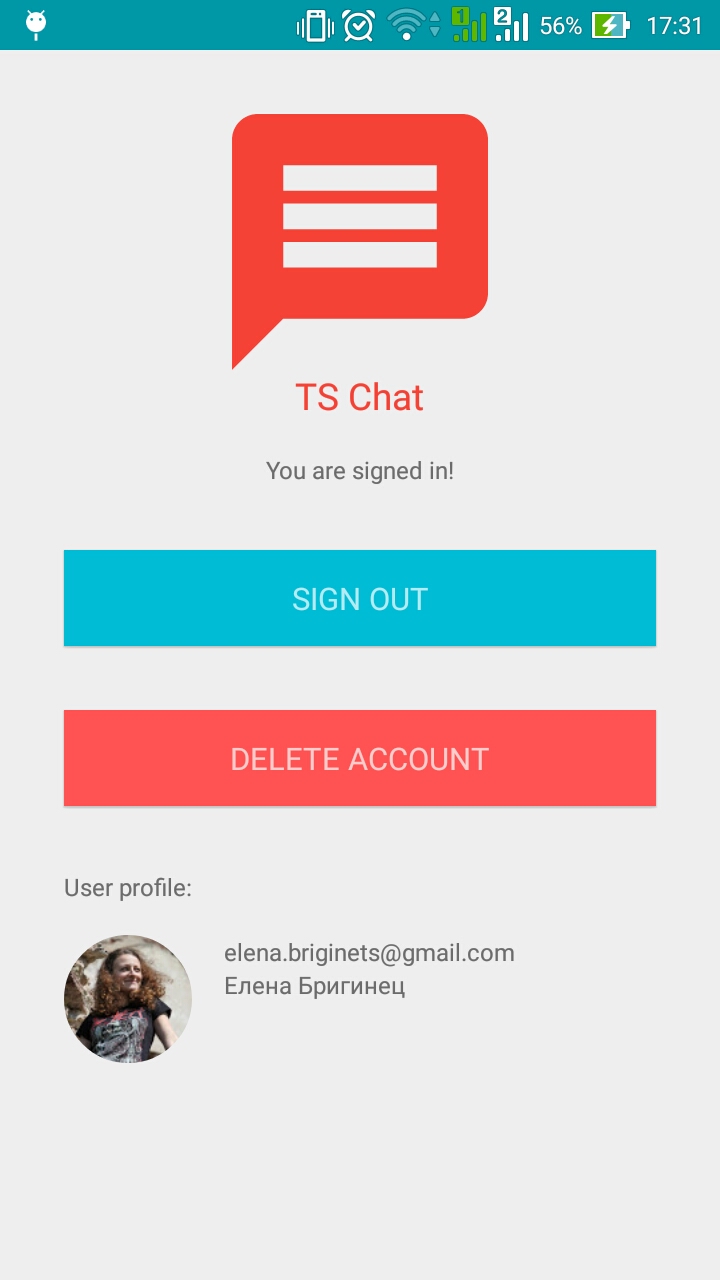 1 2 56% 17:31
TS Chat
You are signed in!
SIGN OUT
DELETE ACCOUNT
User profile:
elena.briginets@gmail.com
Елена Бригинец